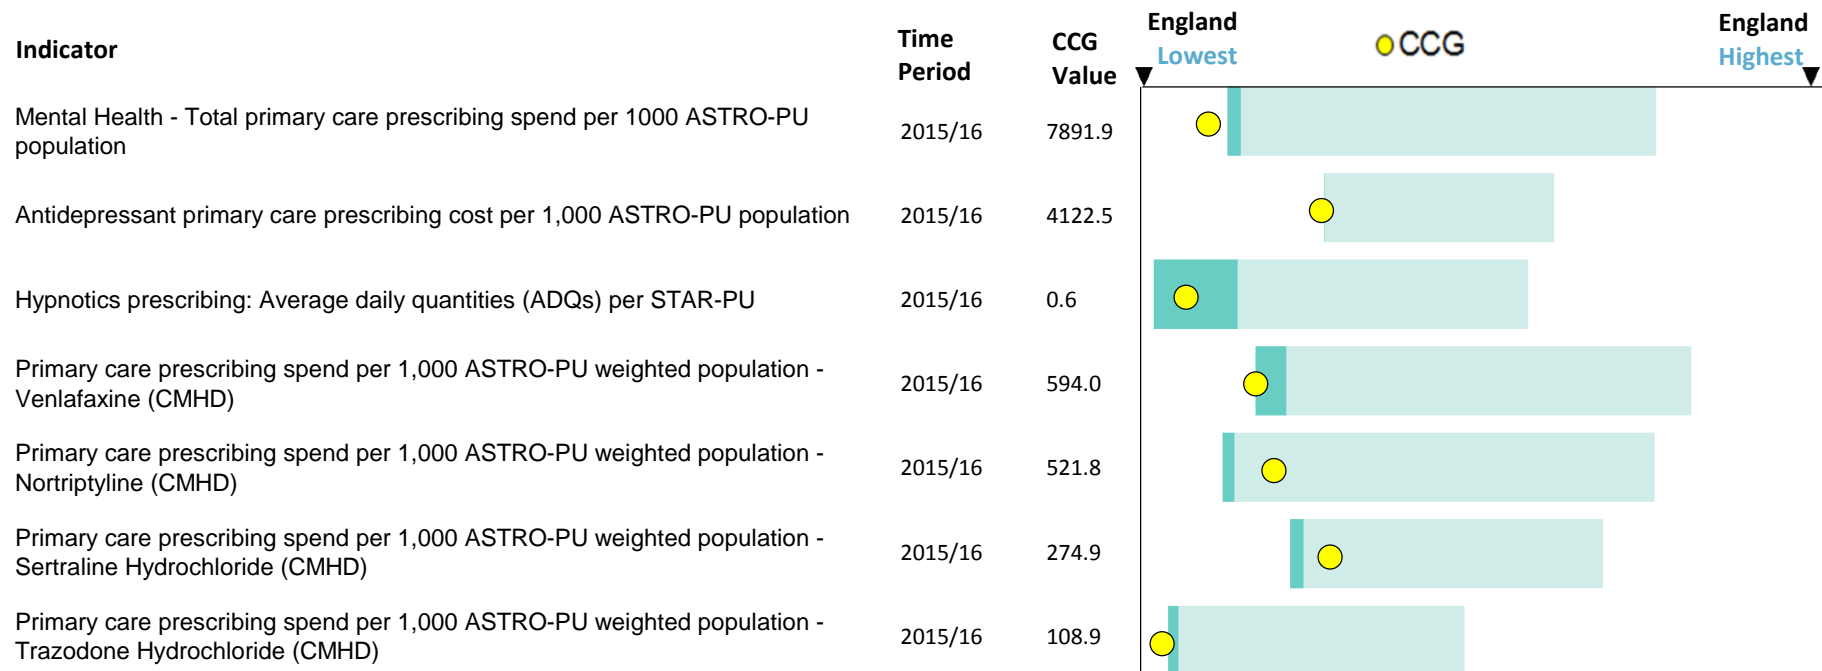 Indicator
Time
Period
CCG
Value
England
Lowest
CCG
England
Highest
Mental Health - Total primary care prescribing spend per 1000 ASTRO-PU
population
2015/16
7891.9
Antidepressant primary care prescribing cost per 1,000 ASTRO-PU population
2015/16
4122.5
Hypnotics prescribing: Average daily quantities (ADQs) per STAR-PU
2015/16
0.6
Primary care prescribing spend per 1,000 ASTRO-PU weighted population -
Venlafaxine (CMHD)
2015/16
594.0
Primary care prescribing spend per 1,000 ASTRO-PU weighted population -
Nortriptyline (CMHD)
2015/16
521.8
Primary care prescribing spend per 1,000 ASTRO-PU weighted population -
Sertraline Hydrochloride (CMHD)
2015/16
274.9
Primary care prescribing spend per 1,000 ASTRO-PU weighted population -
Trazodone Hydrochloride (CMHD)
2015/16
108.9